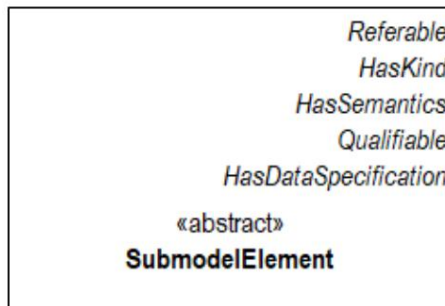 Referable
HasKind
HasSemantics
Qualifiable
HasDataSpecification
«abstract»
SubmodelElement